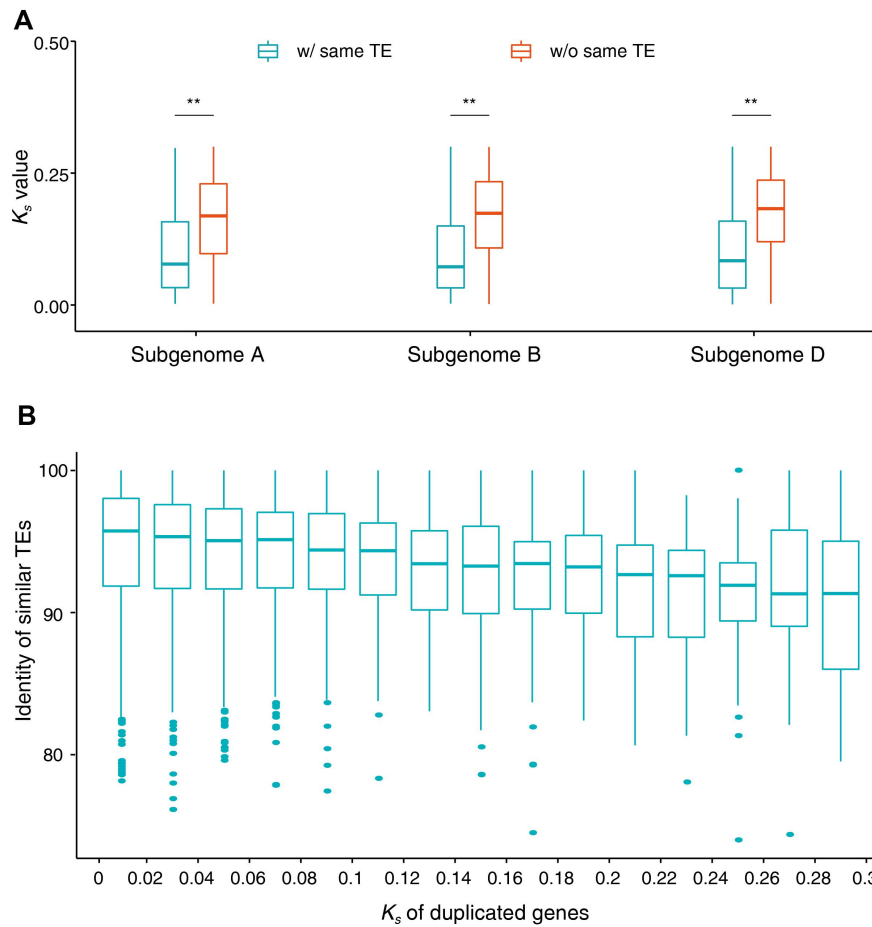 A
w/ same TE
w/o same TE
** ** **
Ks value
0.50
0.25
0.00
Subgenome A
Subgenome B
Subgenome D
B
Identity of similar TEs
100
90
80
0 0.02 0.04 0.06 0.08 0.1 0.12 0.14 0.16 0.18 0.2 0.22 0.24 0.26 0.28 0.3
Ks of duplicated genes